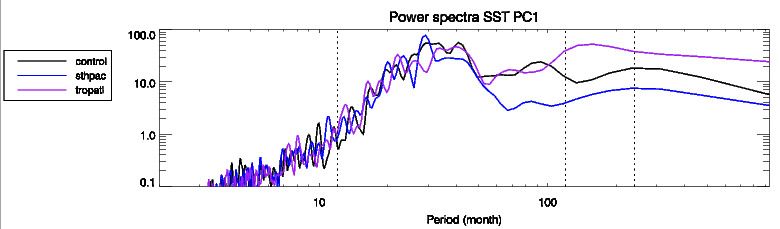 Power spectra SST PC1
control
sthpac
tropatl
100.0
10.0
1.0
0.1
10
100
Period (month)